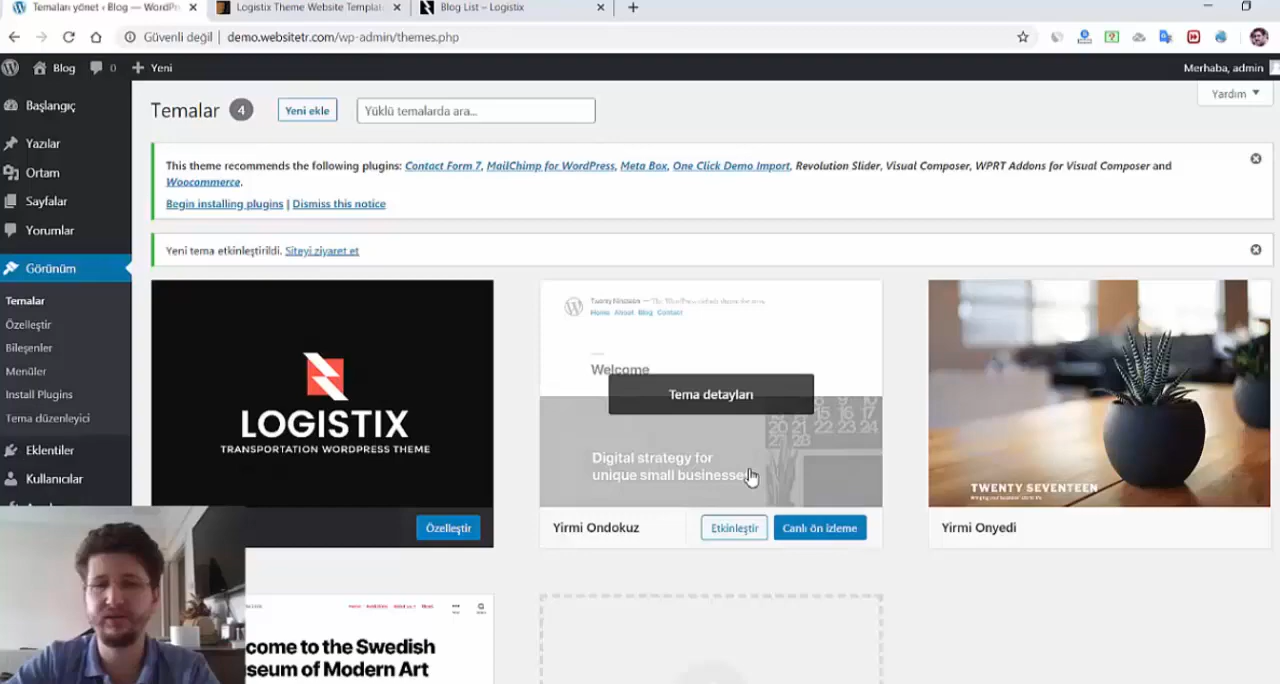 Temaları yönet ‹ Blog — WordPr
Logistix Theme Website Templat
Blog List – Logistix
Güvenli değil | demo.websitetr.com/wp-admin/themes.php
Blog 0 Yeni
Merhaba, admin
Başlangıç
Yazılar
Ortam
Sayfalar
Yorumlar
Görünüm
Temalar
Özelleştir
Bileşenler
Menüler
Install Plugins
Tema düzenleyici
Eklentiler
Kullanıcılar
Yardım
Temalar 4 Yeni ekle Yüklü temalarda ara...
This theme recommends the following plugins: Contact Form 7, MailChimp for WordPress, Meta Box, One Click Demo Import, Revolution Slider, Visual Composer, WPRT Addons for Visual Composer and
Woocommerce.
Begin installing plugins | Dismiss this notice
Yeni tema etkinleştirildi. Siteyi ziyaret et
LOGISTIX
TRANSPORTATION WORDPRESS THEME
Özelleştir
Home About Blog Contact
Welcome
Tema detayları
Digital strategy for
unique small businesses
Yirmi Ondokuz Etkinleştir Canlı ön izleme
TWENTY SEVENTEEN
Yirmi Onyedi
come to the Swedish
seum of Modern Art